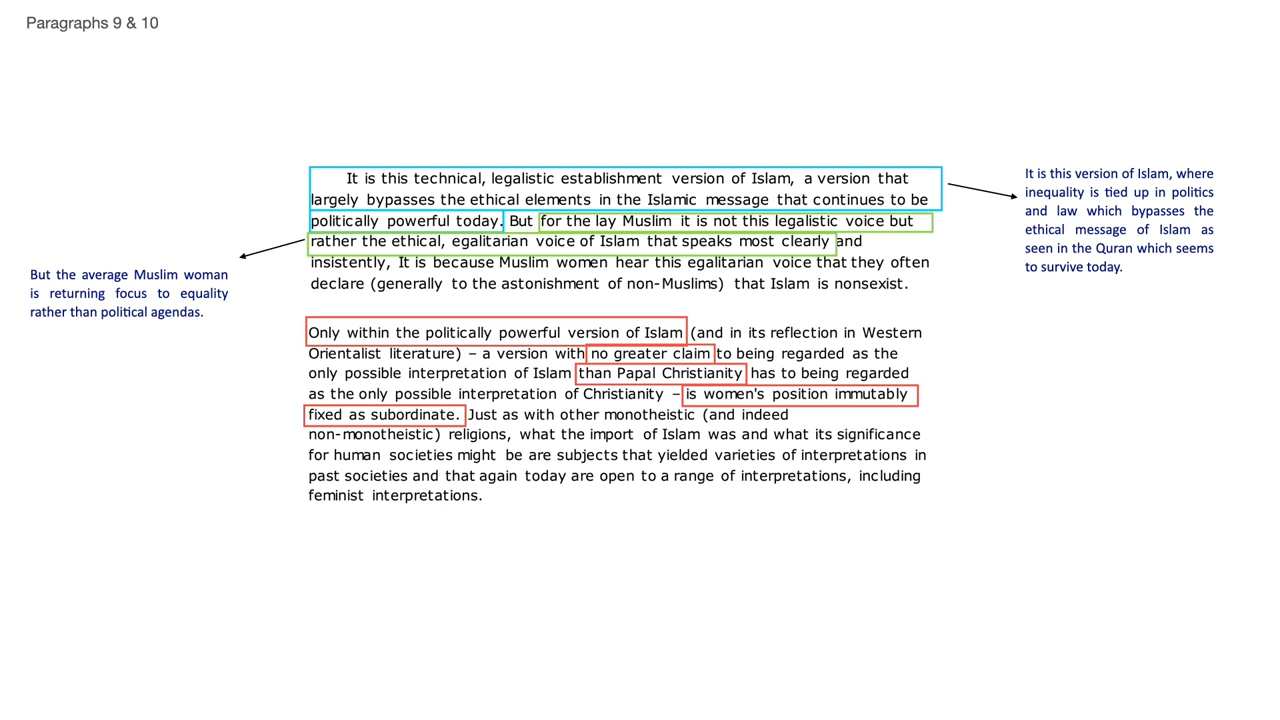 Paragraphs 9 & 10
It is this technical, legalistic establishment version of Islam, a version that
largely bypasses the ethical elements in the Islamic message that continues to be
politically powerful today. But for the lay Muslim it is not this legalistic voice but
rather the ethical, egalitarian voice of Islam that speaks most clearly and
insistently, It is because Muslim women hear this egalitarian voice that they often
declare (generally to the astonishment of non-Muslims) that Islam is nonsexist.
It is this version of Islam, where
inequality is tied up in politics
and law which bypasses the
ethical message of Islam as
seen in the Quran which seems
to survive today.
But the average Muslim woman
is returning focus to equality
rather than political agendas.
Only within the politically powerful version of Islam (and in its reflection in Western
Orientalist literature) – a version with no greater claim to being regarded as the
only possible interpretation of Islam than Papal Christianity has to being regarded
as the only possible interpretation of Christianity – is women's position immutably
fixed as subordinate. Just as with other monotheistic (and indeed
non-monotheistic) religions, what the import of Islam was and what its significance
for human societies might be are subjects that yielded varieties of interpretations in
past societies and that again today are open to a range of interpretations, including
feminist interpretations.